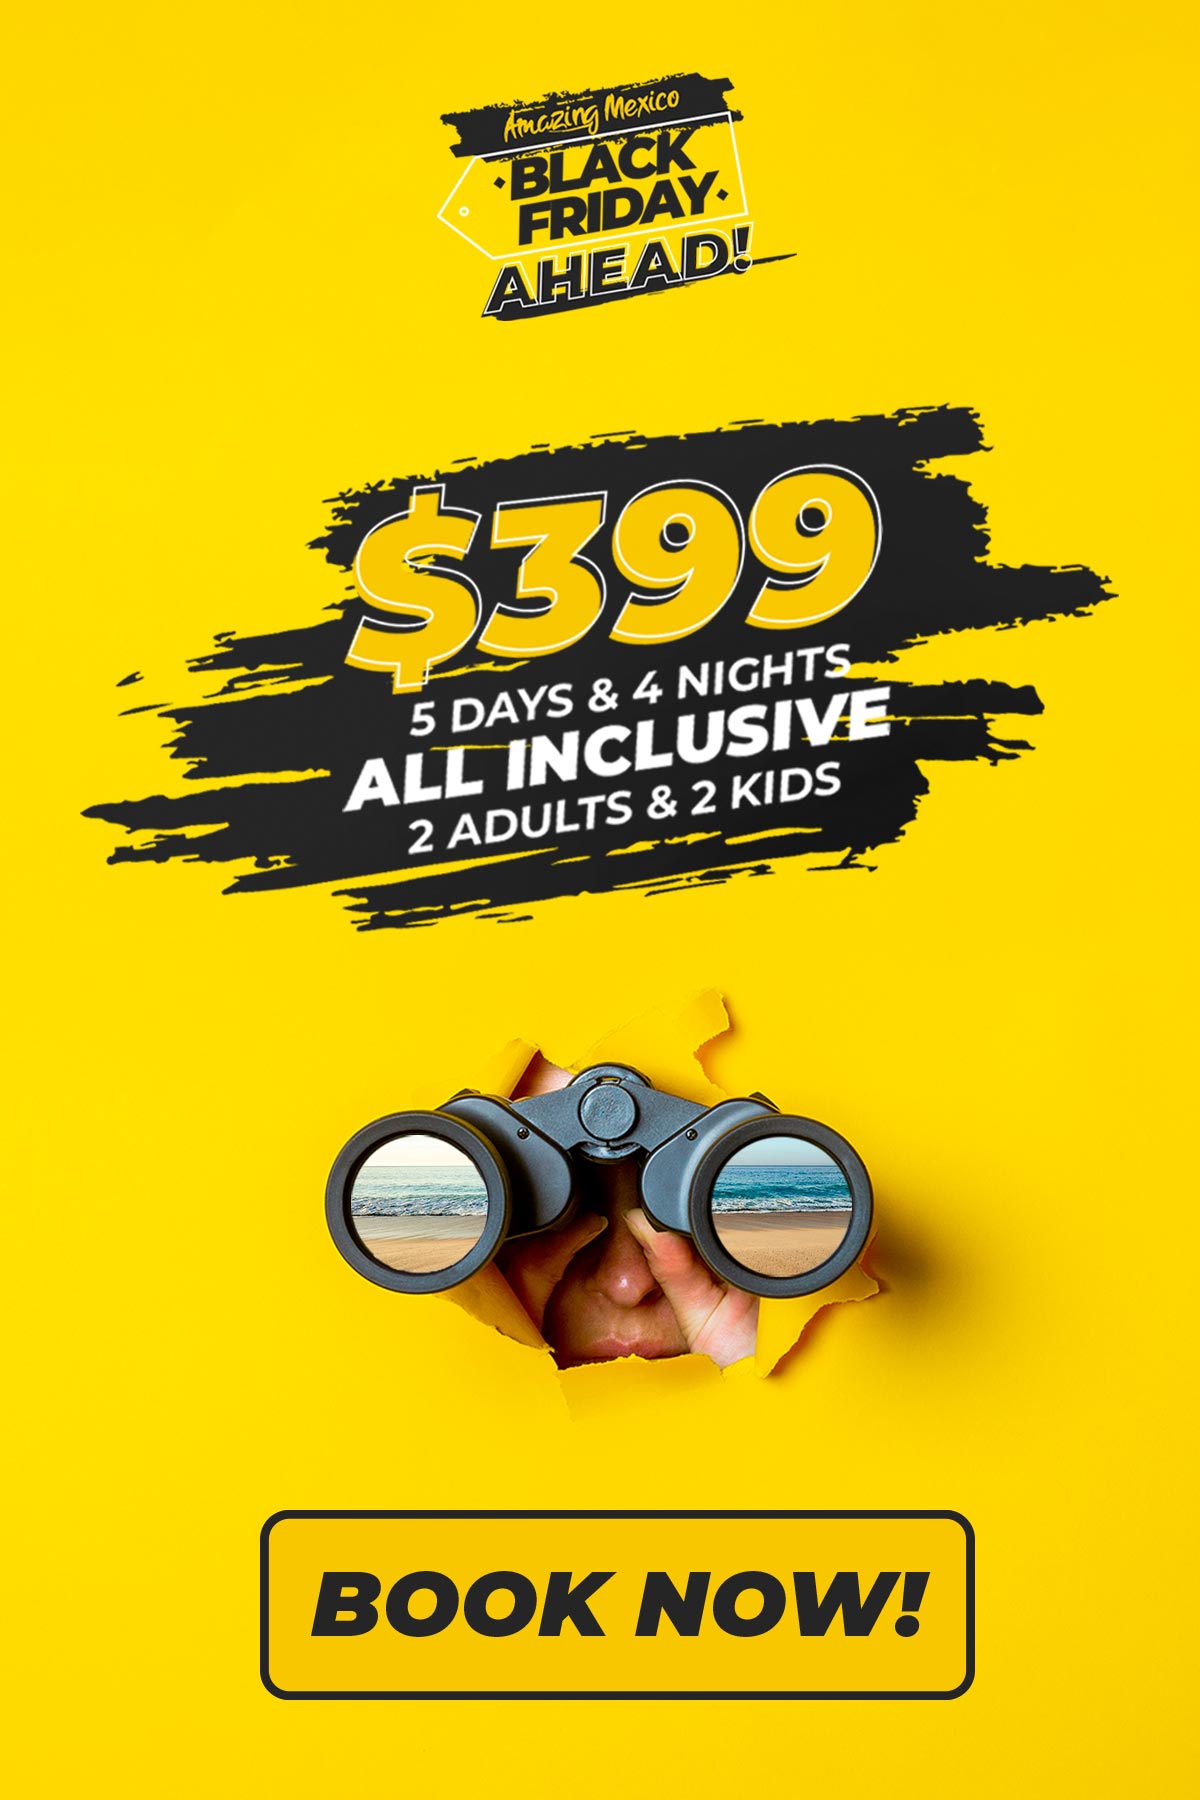 Amazing Mexico
BLACK
FRIDAY
AHEAD!
$399
5 DAYS & 4 NIGHTS
ALL INCLUSIVE
2 ADULTS & 2 KIDS
BOOK NOW!